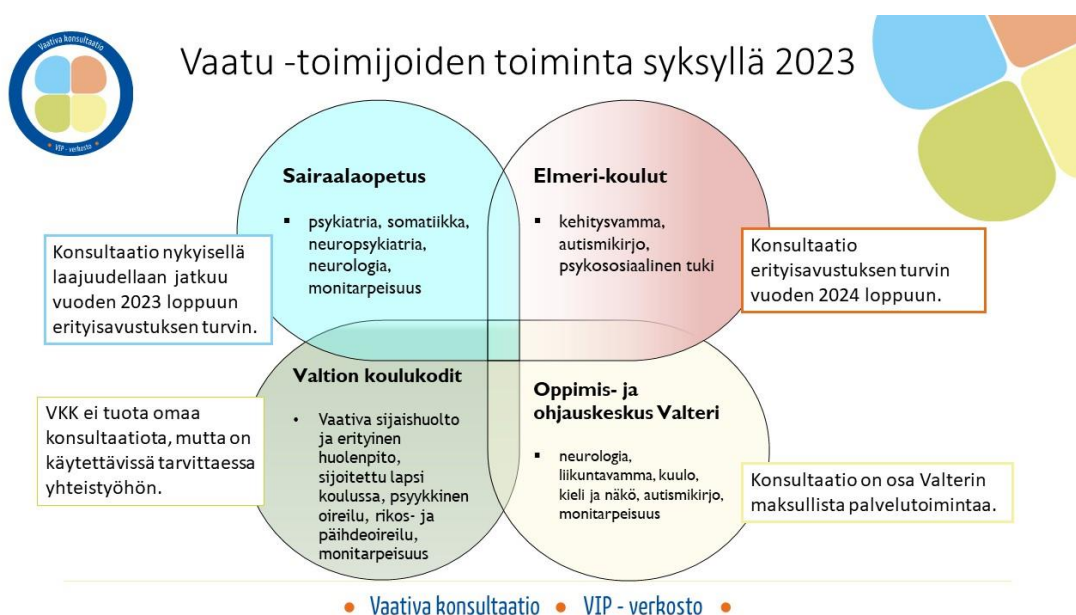 Vaativa konsultaatio
• VIP - verkosto •
Vaatu -toimijoiden toiminta syksyllä 2023
Sairaalaopetus
▪ psykiatria, somatiikka,
neuropsykiatria,
neurologia,
monitarpeisuus
Elmeri-koulut
▪ kehitysvamma,
autismikirjo,
psykososiaalinen tuki
Konsultaatio nykyisellä
laajuudellaan jatkuu
vuoden 2023 loppuun
erityisavustuksen turvin.
Konsultaatio
erityisavustuksen turvin
vuoden 2024 loppuun.
Valtion koulukodit
• Vaativa sijaishuolto
ja erityinen
huolenpito,
sijoitettu lapsi
koulussa, psyykkinen
oireilu, rikos- ja
päihdeoireilu,
monitarpeisuus
Oppimis- ja
ohjauskeskus Valteri
▪ neurologia,
liikuntavamma, kuulo,
kieli ja näkö, autismikirjo,
monitarpeisuus
VKK ei tuota omaa
konsultaatiota, mutta on
käytettävissä tarvittaessa
yhteistyöhön.
Konsultaatio on osa Valterin
maksullista palvelutoimintaa.
• Vaativa konsultaatio • VIP - verkosto •